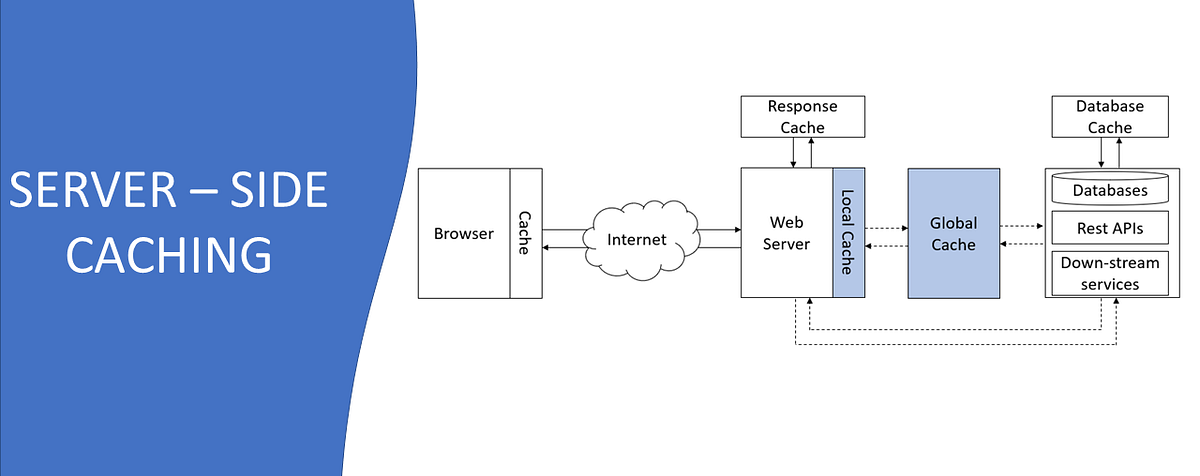 SERVER – SIDE
CACHING
Browser
Cache
Internet
Response
Cache
Web
Server
Local Cache
Global
Cache
Database
Cache
Databases
Rest APIs
Down-stream
services